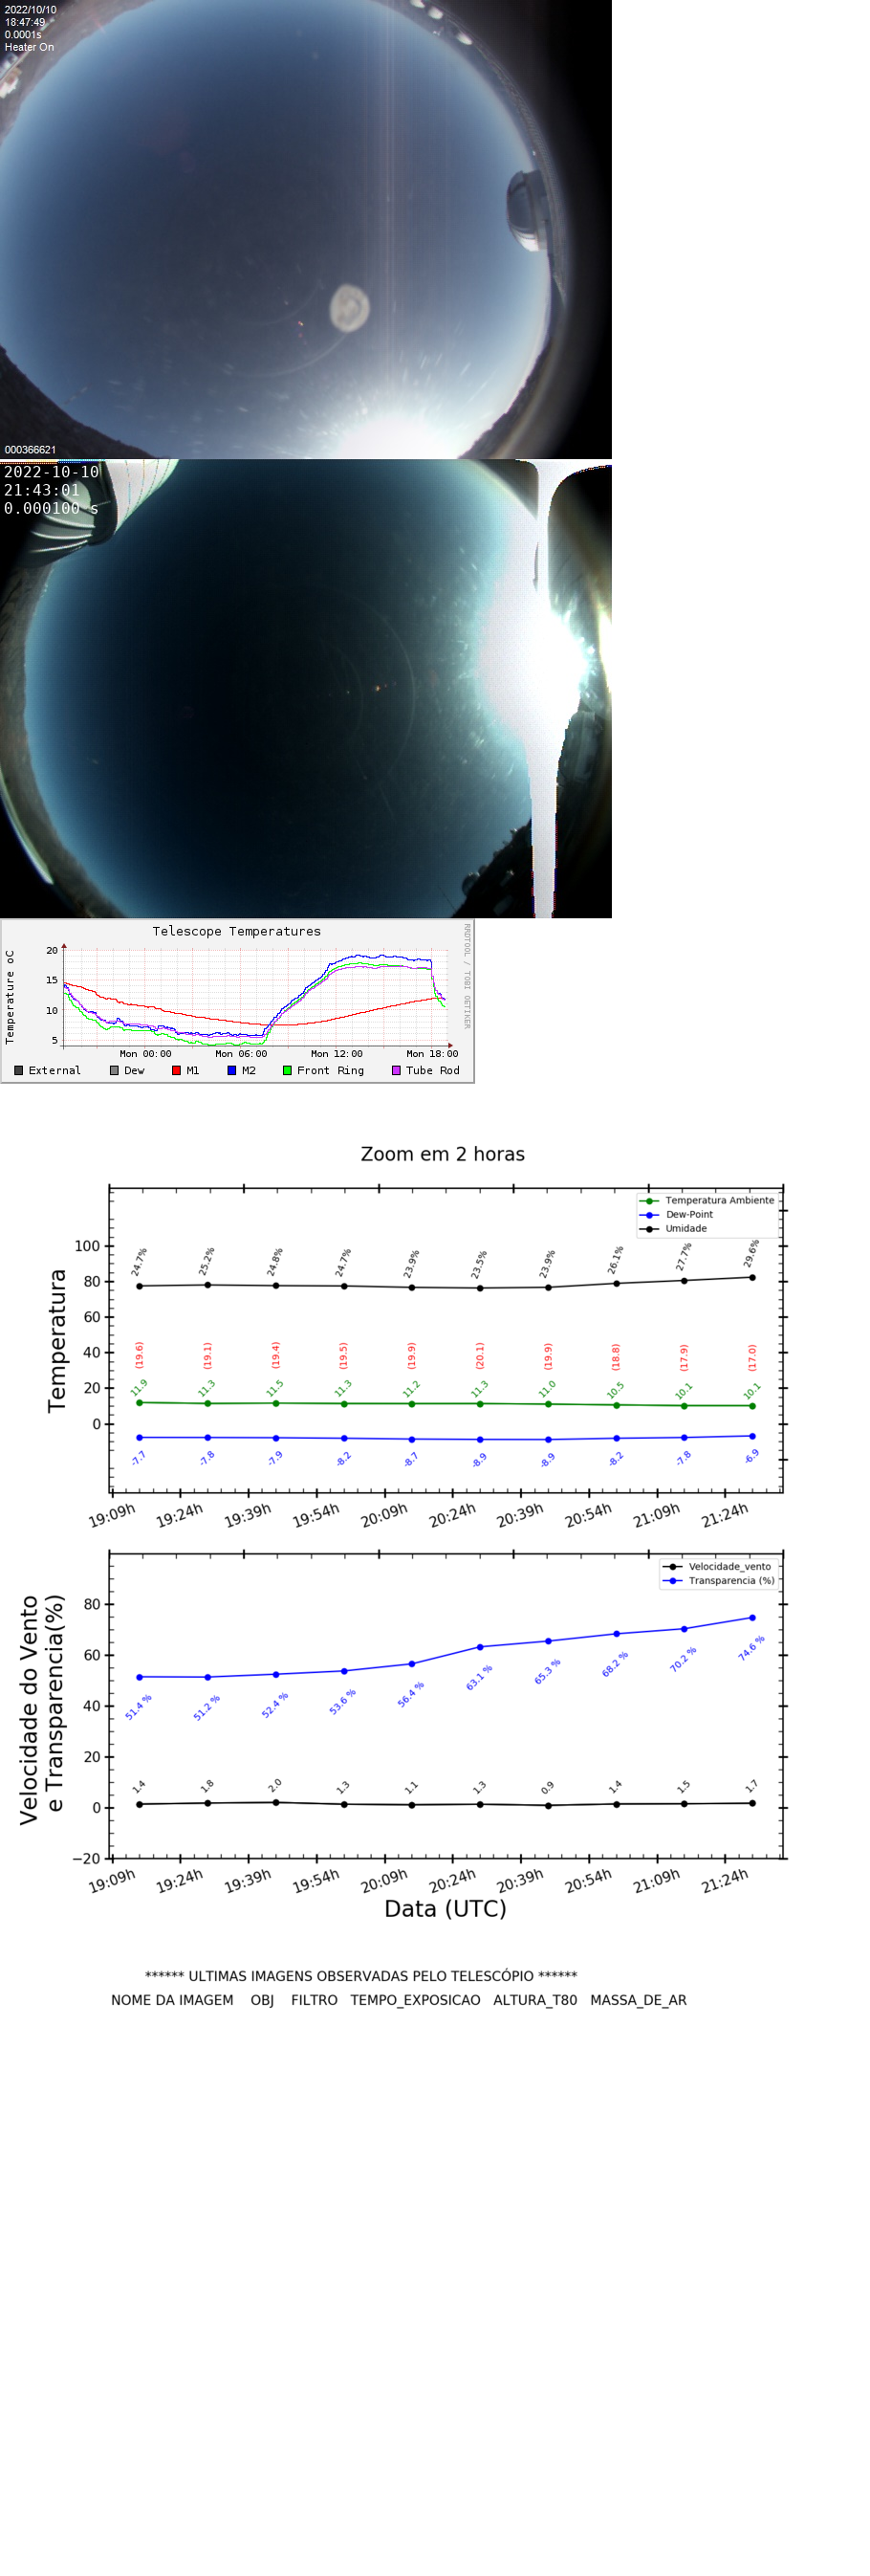 2022/10/10
18:47:49
0.0001s
Heater On
000366621
2022-10-10
21:43:01
0.000100 s
Telescope Temperatures
RRDTOOL / TOBI OETIKER
Temperature oC
20
15
10
5
Mon 00:00 Mon 06:00 Mon 12:00 Mon 18:00
External Dew M1 M2 Front Ring Tube Rod
Zoom em 2 horas
Temperatura Ambiente
Dew-Point
Umidade
Temperatura
100
80
60
40
20
0
24.7% 25.2% 24.8% 24.7% 23.9% 23.5% 23.9% 26.1% 27.7% 29.6%
(19.6) (19.1) (19.4) (19.5) (19.9) (20.1) (19.9) (18.8) (17.9) (17.0)
11.9 11.3 11.5 11.3 11.2 11.3 11.0 10.5 10.1 10.1
-7.7 -7.8 -7.9 -8.2 -8.7 -8.9 -8.9 -8.2 -7.8 -6.9
19:09h 19:24h 19:39h 19:54h 20:09h 20:24h 20:39h 20:54h 21:09h 21:24h
Velocidade_vento
Transparencia (%)
Velocidade do Vento
e Transparencia(%)
80
60
40
20
0
−20
51.4 % 51.2 % 52.4 % 53.6 % 56.4 % 63.1 % 65.3 % 68.2 % 70.2 % 74.6 %
1.4 1.8 2.0 1.3 1.1 1.3 0.9 1.4 1.5 1.7
19:09h 19:24h 19:39h 19:54h 20:09h 20:24h 20:39h 20:54h 21:09h 21:24h
Data (UTC)
****** ULTIMAS IMAGENS OBSERVADAS PELO TELESCÓPIO ******
NOME DA IMAGEM OBJ FILTRO TEMPO_EXPOSICAO ALTURA_T80 MASSA_DE_AR